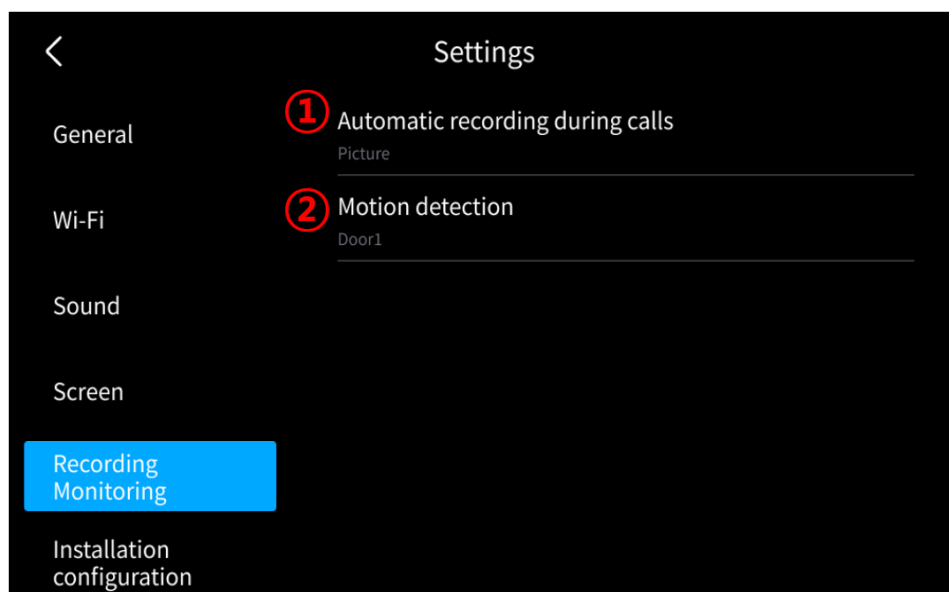 Settings
General
Wi-Fi
Sound
Screen
Recording
Monitoring
Installation
configuration
① Automatic recording during calls
Picture
② Motion detection
Door1